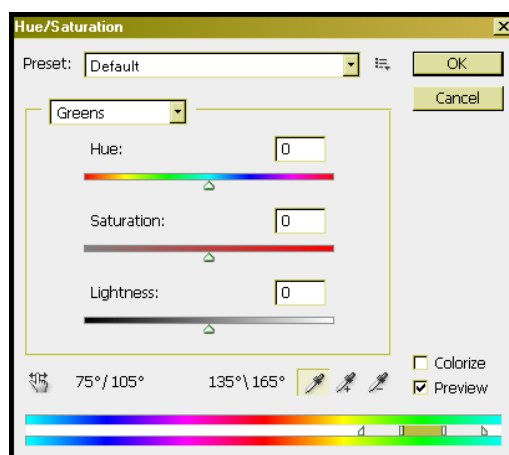 Hue/Saturation
Preset: Default
OK
Cancel
Greens
Hue: 0
Saturation: 0
Lightness: 0
Colorize
75°/105° 135°\165°
Preview